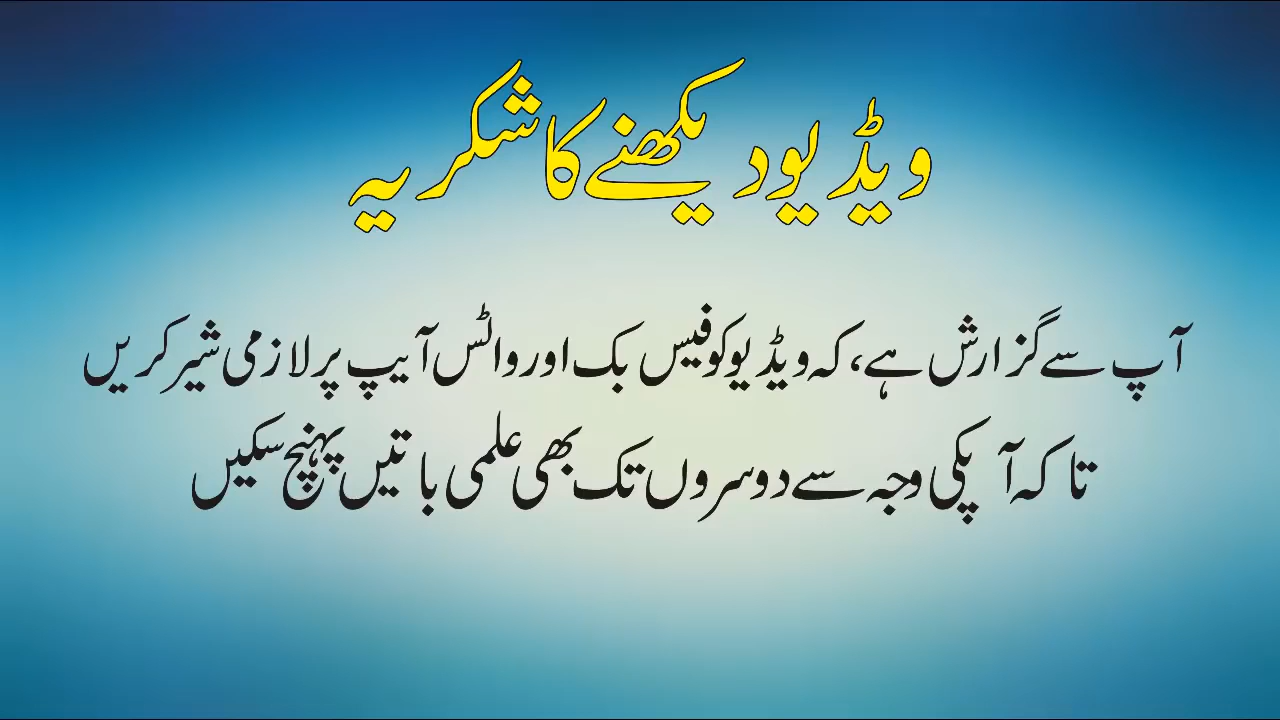 ویڈیو دیکھنے کا شکریہ
آپ سے گزارش ہے، کہ ویڈیو کو فیس بک اور واٹس آیپ پر لازمی شیر کریں
تاکہ آپکی وجہ سے دوسروں تک بھی علمی باتیں پہنچ سکیں